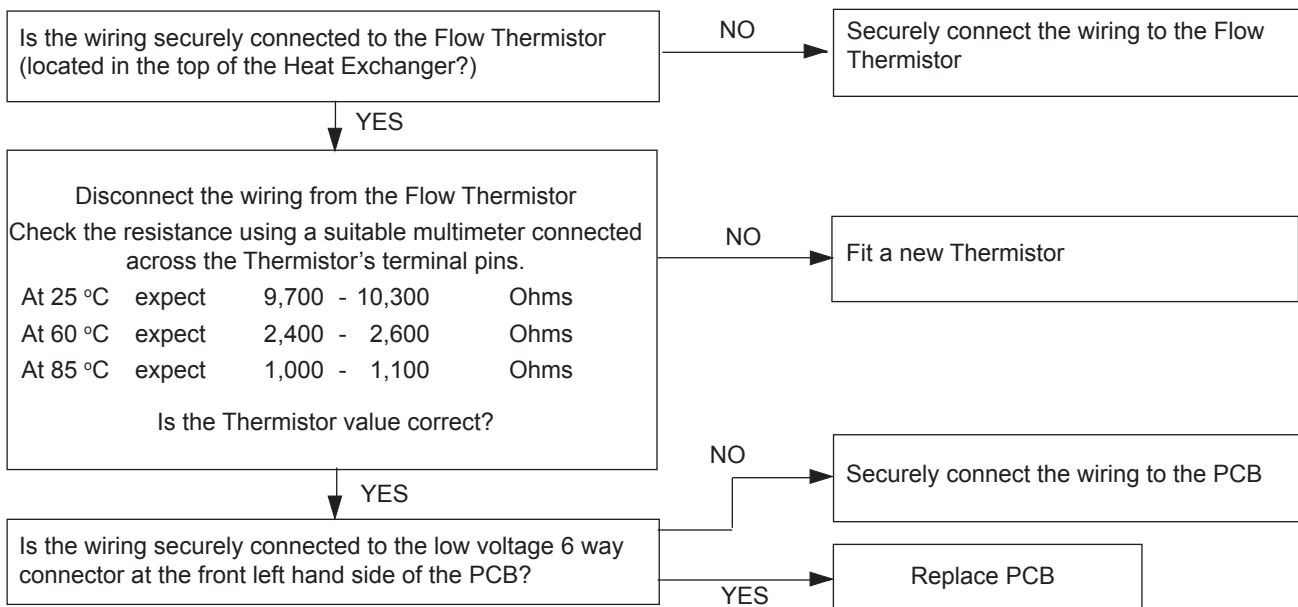 Is the wiring securely connected to the Flow Thermistor
(located in the top of the Heat Exchanger?)
NO
Securely connect the wiring to the Flow
Thermistor
YES
Disconnect the wiring from the Flow Thermistor
Check the resistance using a suitable multimeter connected
across the Thermistor’s terminal pins.
At 25 °C expect 9,700 - 10,300 Ohms
At 60 °C expect 2,400 - 2,600 Ohms
At 85 °C expect 1,000 - 1,100 Ohms
Is the Thermistor value correct?
NO
Fit a new Thermistor
YES
Is the wiring securely connected to the low voltage 6 way
connector at the front left hand side of the PCB?
NO
Securely connect the wiring to the PCB
YES
Replace PCB